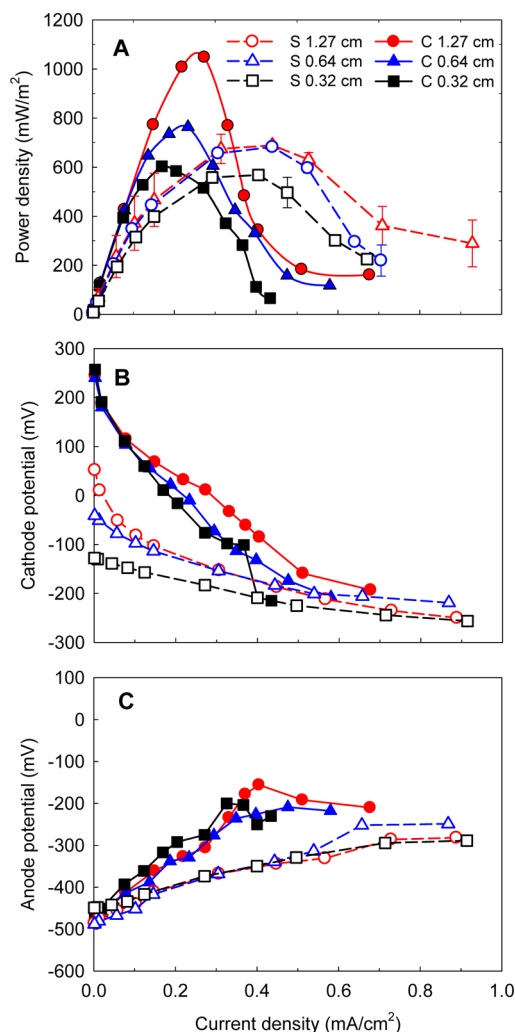 A
S 1.27 cm C 1.27 cm
S 0.64 cm C 0.64 cm
S 0.32 cm C 0.32 cm
Power density (mW/m²)
1200
1000
800
600
400
200
0
B
Cathode potential (mV)
300
200
100
0
-100
-200
-300
C
Anode potential (mV)
100
0
-100
-200
-300
-400
-500
-600
0.0 0.2 0.4 0.6 0.8 1.0
Current density (mA/cm²)